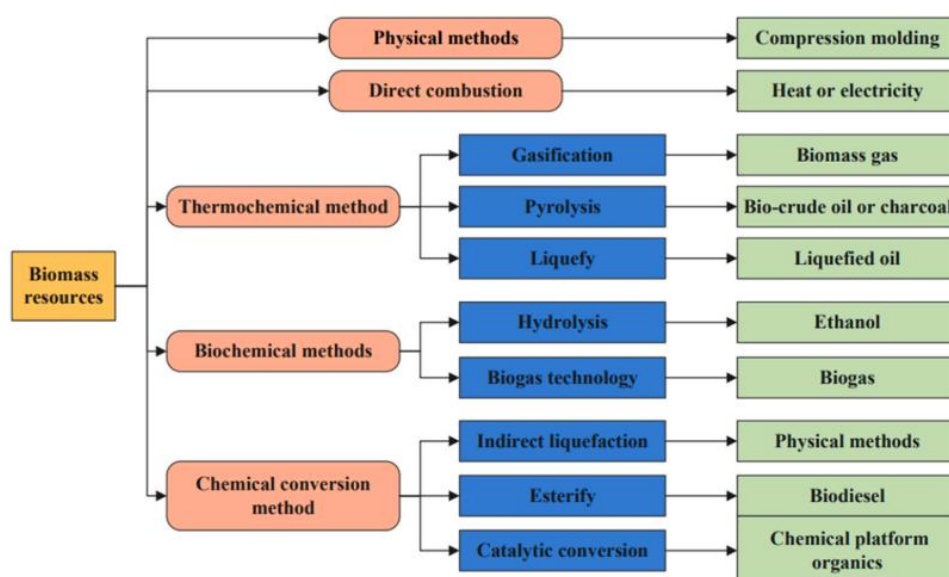 Physical methods
Compression molding
Direct combustion
Heat or electricity
Gasification
Biomass gas
Thermochemical method
Pyrolysis
Bio-crude oil or charcoal
Liquefy
Liquefied oil
Biomass
resources
Hydrolysis
Ethanol
Biochemical methods
Biogas technology
Biogas
Indirect liquefaction
Physical methods
Chemical conversion
method
Esterify
Biodiesel
Catalytic conversion
Chemical platform
organics